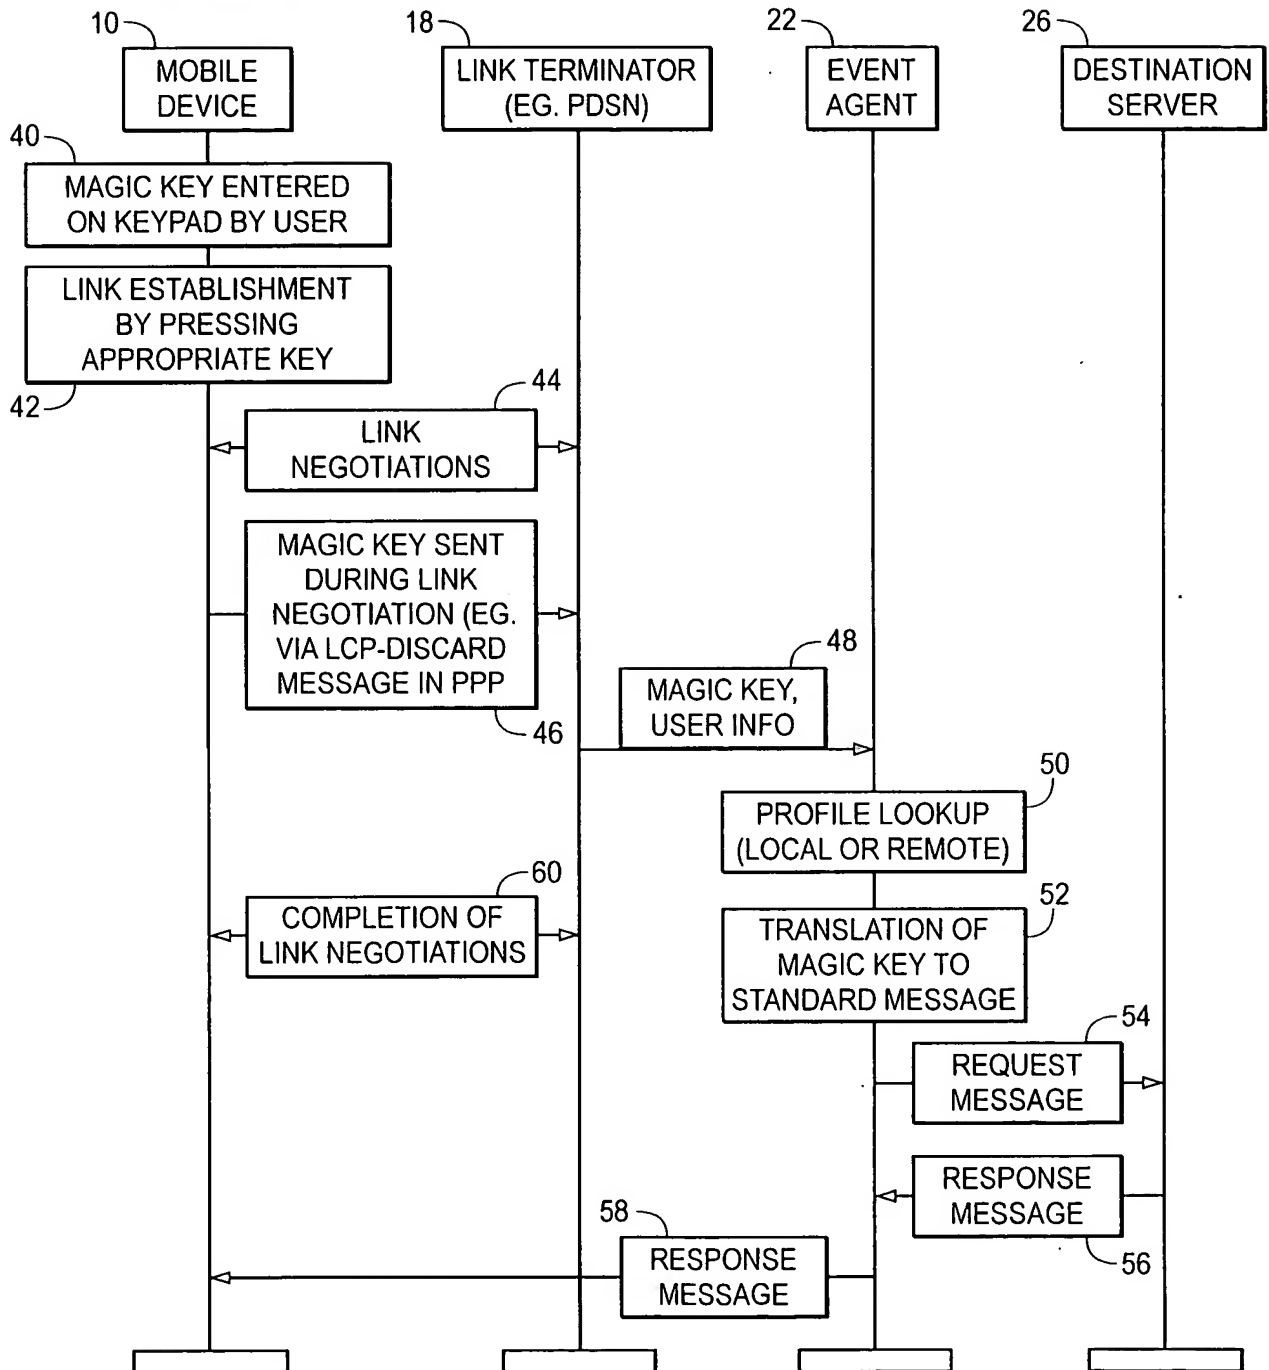 10
18
22
26
MOBILE
DEVICE
LINK TERMINATOR
(EG. PDSN)
EVENT
AGENT
DESTINATION
SERVER
40
MAGIC KEY ENTERED
ON KEYPAD BY USER
LINK ESTABLISHMENT
BY PRESSING
APPROPRIATE KEY
42
44
LINK
NEGOTIATIONS
MAGIC KEY SENT
DURING LINK
NEGOTIATION (EG.
VIA LCP-DISCARD
MESSAGE IN PPP
46
48
MAGIC KEY,
USER INFO
50
PROFILE LOOKUP
(LOCAL OR REMOTE)
60
COMPLETION OF
LINK NEGOTIATIONS
52
TRANSLATION OF
MAGIC KEY TO
STANDARD MESSAGE
54
REQUEST
MESSAGE
RESPONSE
MESSAGE
56
58
RESPONSE
MESSAGE